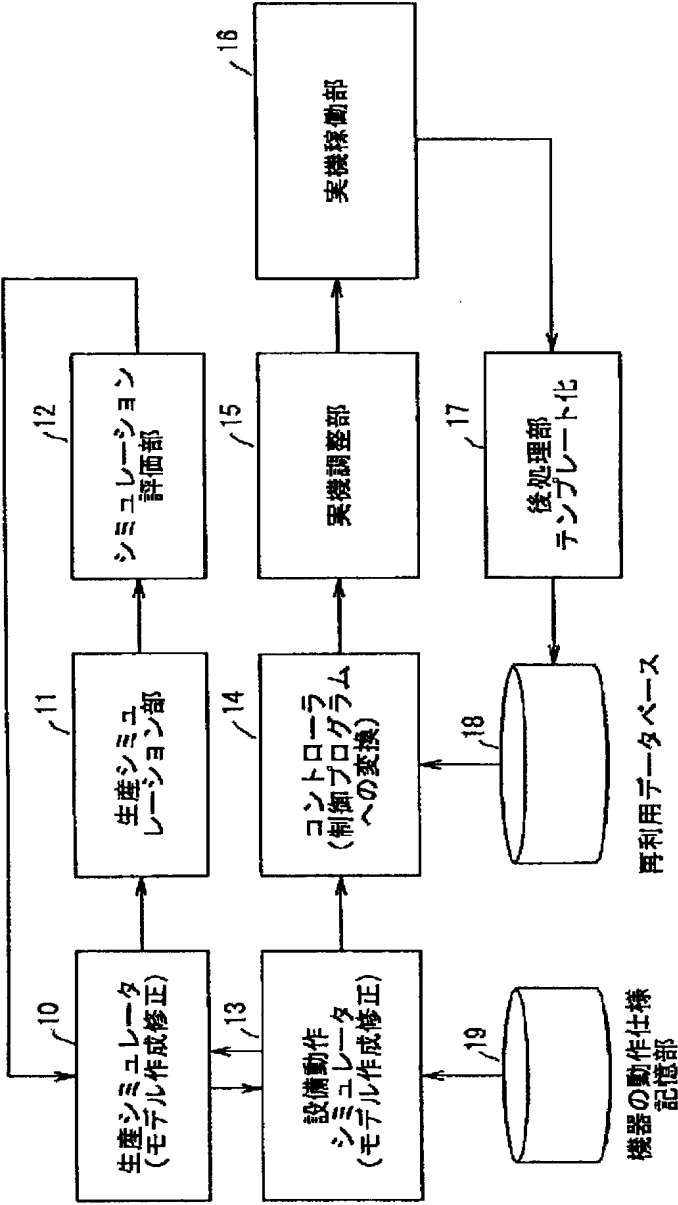 10
生産シミュレータ
(モデル作成修正)
11
生産シミュ
レーション部
12
シミュレーション
評価部
13
設備動作
シミュレータ
(モデル作成修正)
14
コントローラ
(制御プログラム
への変換)
15
実機調整部
16
実機稼働部
19
機器の動作仕様
記憶部
18
再利用データベース
17
後処理部
テンプレート化